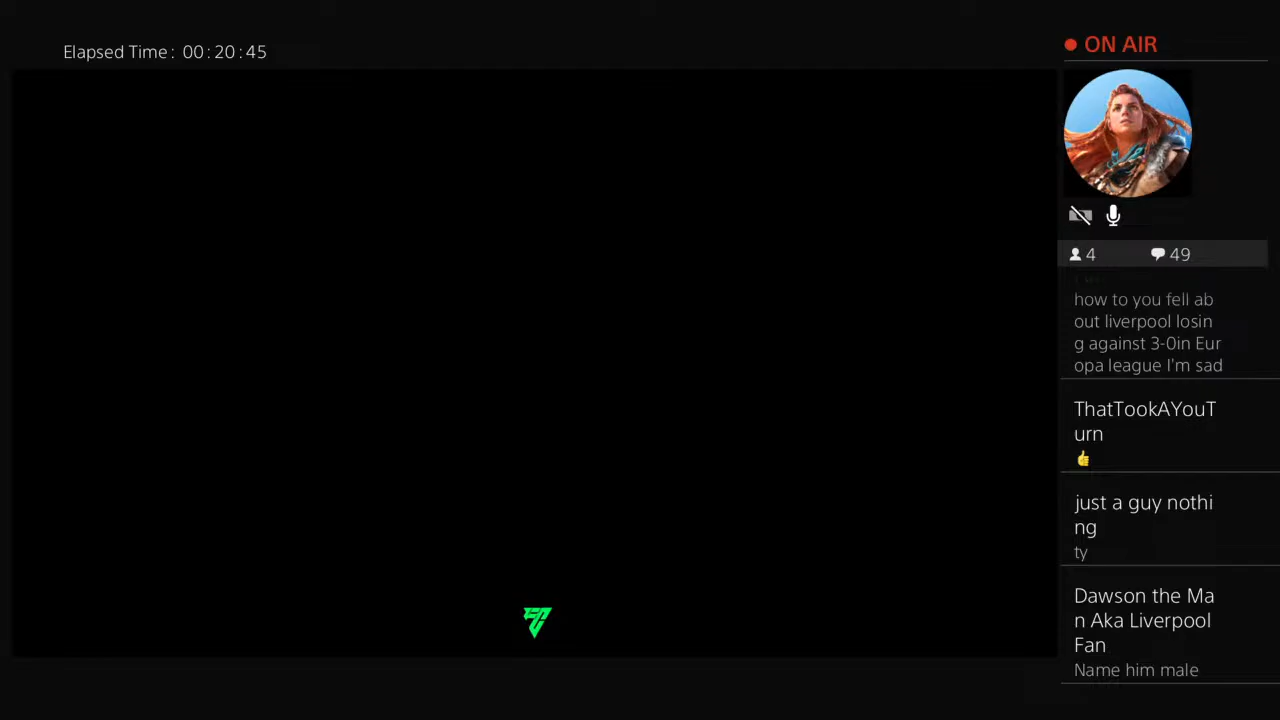 Elapsed Time: 00:20:45
ON AIR
4
49
how to you fell ab
out liverpool losin
g against 3-0in Eur
opa league I'm sad
ThatTookAYouT
urn
👍
just a guy nothi
ng
ty
Dawson the Ma
n Aka Liverpool
Fan
Name him male